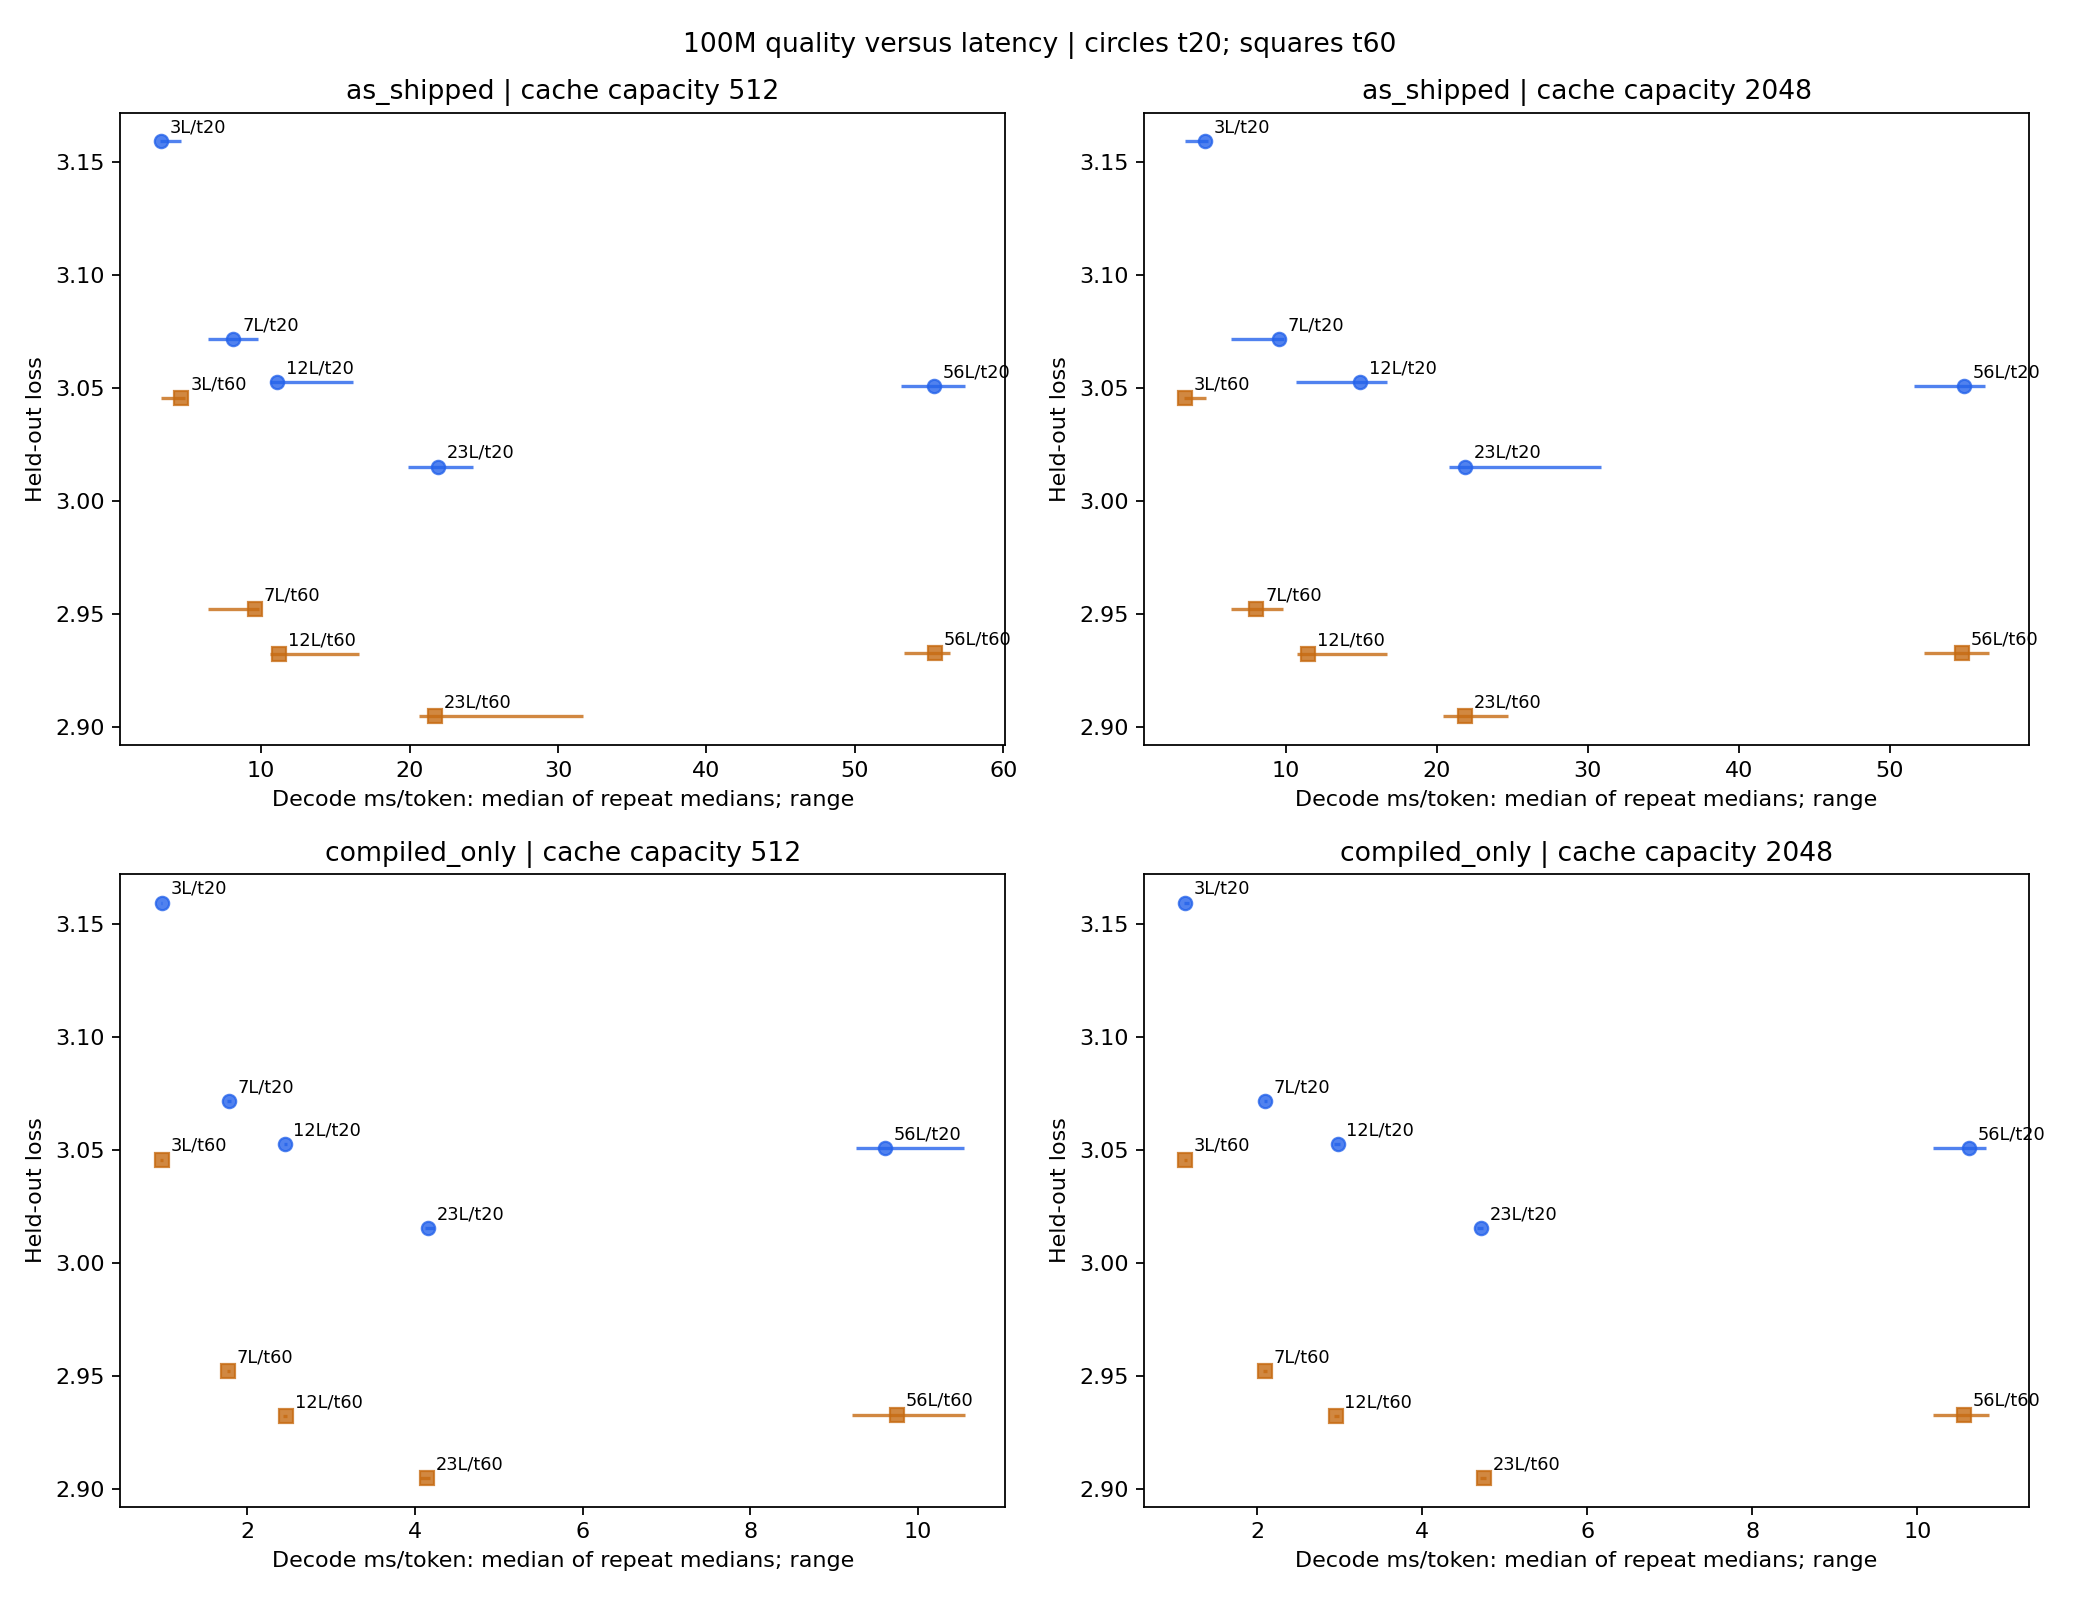 100M quality versus latency | circles t20; squares t60
as_shipped | cache capacity 512
3L/t20
7L/t20
12L/t20
3L/t60
56L/t20
23L/t20
7L/t60
12L/t60
56L/t60
23L/t60
3.15
3.10
3.05
3.00
2.95
2.90
Held-out loss
10
20
30
40
50
60
Decode ms/token: median of repeat medians; range
as_shipped | cache capacity 2048
3L/t20
7L/t20
12L/t20
3L/t60
56L/t20
23L/t20
7L/t60
12L/t60
56L/t60
23L/t60
3.15
3.10
3.05
3.00
2.95
2.90
Held-out loss
10
20
30
40
50
Decode ms/token: median of repeat medians; range
compiled_only | cache capacity 512
3L/t20
7L/t20
12L/t20
3L/t60
56L/t20
23L/t20
7L/t60
12L/t60
56L/t60
23L/t60
3.15
3.10
3.05
3.00
2.95
2.90
Held-out loss
2
4
6
8
10
Decode ms/token: median of repeat medians; range
compiled_only | cache capacity 2048
3L/t20
7L/t20
12L/t20
3L/t60
56L/t20
23L/t20
7L/t60
12L/t60
56L/t60
23L/t60
3.15
3.10
3.05
3.00
2.95
2.90
Held-out loss
2
4
6
8
10
Decode ms/token: median of repeat medians; range